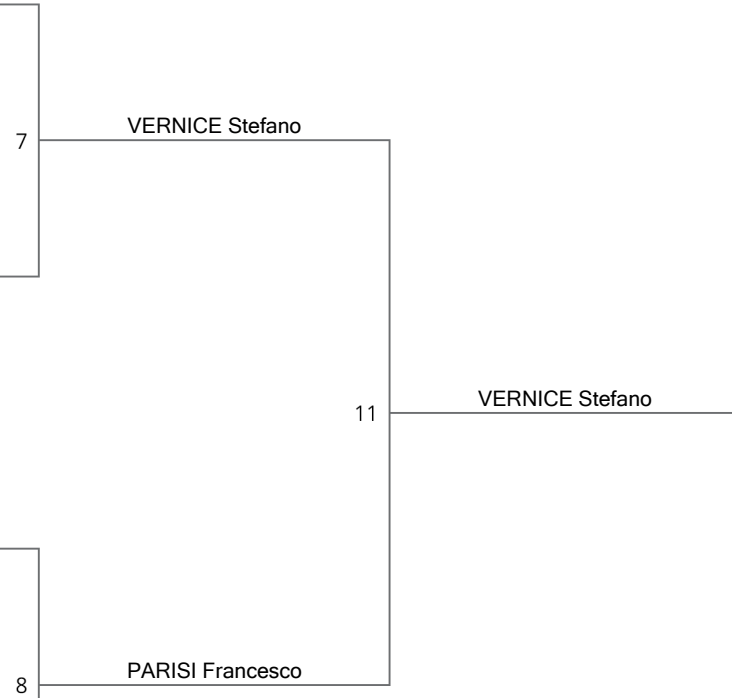 VERNICE Stefano
7
VERNICE Stefano
11
PARISI Francesco
8